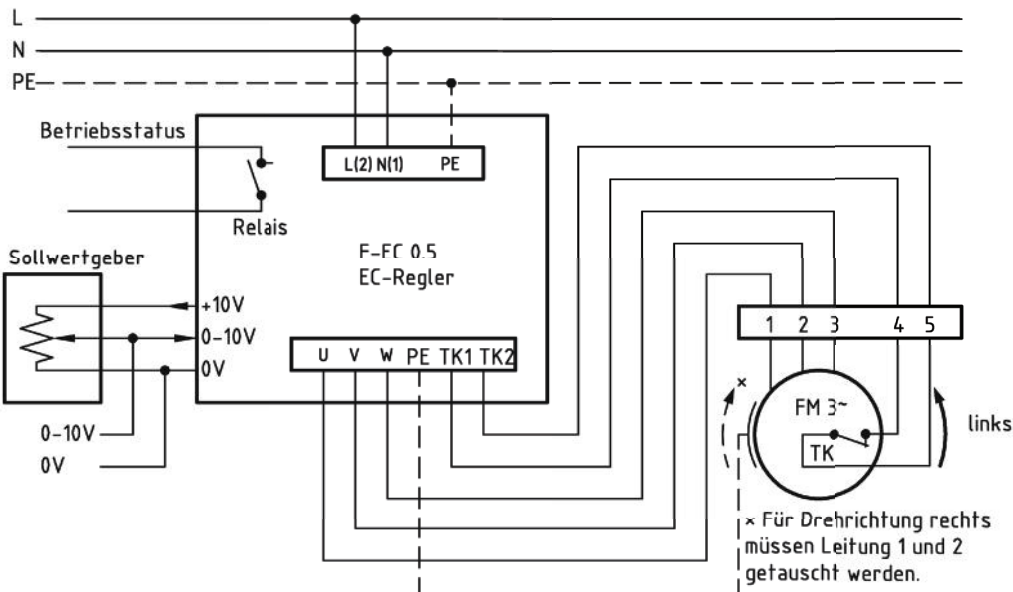 L
N
PE
Betriebsstatus
L(2) N(1) PE
Relais
Sollwertgeber
E-EC 0.5
EC-Regler
+10V
0-10V
0V
U V W PE TK1 TK2
0-10V
0V
1 2 3 4 5
×
FM 3~
links
TK
× Für Drehrichtung rechts
müssen Leitung 1 und 2
getauscht werden.